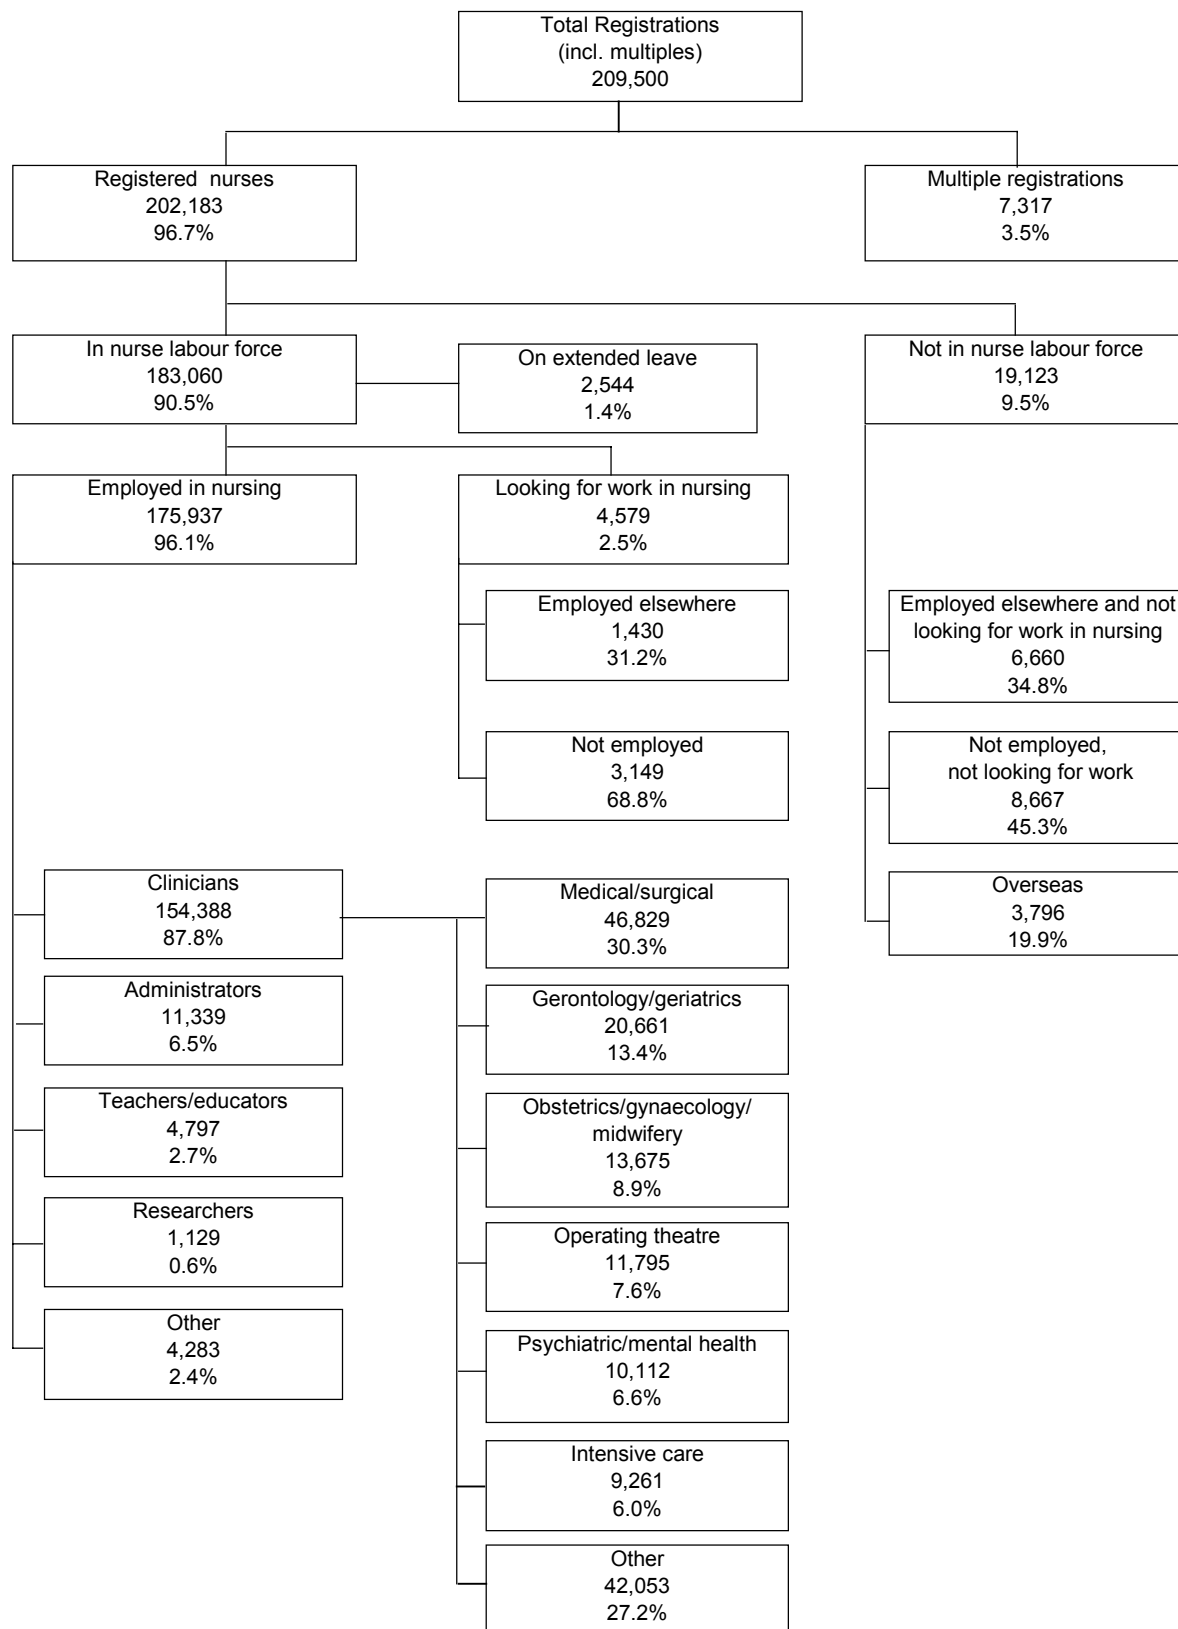 Total Registrations
(incl. multiples)
209,500
Registered nurses
202,183
96.7%
Multiple registrations
7,317
3.5%
In nurse labour force
183,060
90.5%
On extended leave
2,544
1.4%
Not in nurse labour force
19,123
9.5%
Employed in nursing
175,937
96.1%
Looking for work in nursing
4,579
2.5%
Employed elsewhere
1,430
31.2%
Employed elsewhere and not
looking for work in nursing
6,660
34.8%
Not employed
3,149
68.8%
Not employed,
not looking for work
8,667
45.3%
Clinicians
154,388
87.8%
Medical/surgical
46,829
30.3%
Overseas
3,796
19.9%
Administrators
11,339
6.5%
Gerontology/geriatrics
20,661
13.4%
Teachers/educators
4,797
2.7%
Obstetrics/gynaecology/
midwifery
13,675
8.9%
Researchers
1,129
0.6%
Operating theatre
11,795
7.6%
Other
4,283
2.4%
Psychiatric/mental health
10,112
6.6%
Intensive care
9,261
6.0%
Other
42,053
27.2%